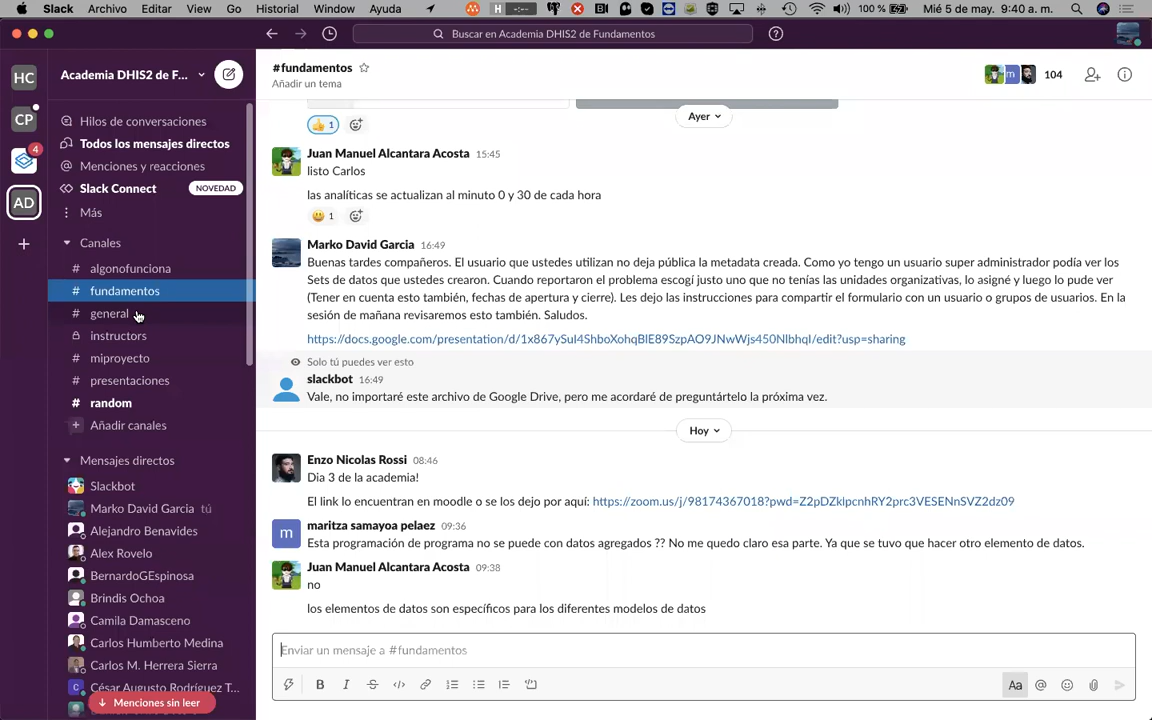 Slack Archivo Editar View Go Historial Window Ayuda 100 % Mié 5 de may. 9:40 a. m.
Buscar en Academia DHIS2 de Fundamentos
HC
CP
4
AD
Academia DHIS2 de F...
Hilos de conversaciones
Todos los mensajes directos
Menciones y reacciones
Slack Connect NOVEDAD
Más
Canales
# algonofunciona
# fundamentos
# general
instructors
# miproyecto
# presentaciones
# random
+ Añadir canales
Mensajes directos
Slackbot
Marko David Garcia tú
Alejandro Benavides
Alex Rovelo
BernardoGEspinosa
Brindis Ochoa
Camila Damasceno
Carlos Humberto Medina
Carlos M. Herrera Sierra
C César Augusto Rodríguez T...
Menciones sin leer
#fundamentos
Añadir un tema
m 104
Ayer
1
Juan Manuel Alcantara Acosta 15:45
listo Carlos
las analíticas se actualizan al minuto 0 y 30 de cada hora
1
Marko David Garcia 16:49
Buenas tardes compañeros. El usuario que ustedes utilizan no deja pública la metadata creada. Como yo tengo un usuario super administrador podía ver los
Sets de datos que ustedes crearon. Cuando reportaron el problema escogí justo uno que no tenías las unidades organizativas, lo asigné y luego lo pude ver
(Tener en cuenta esto también, fechas de apertura y cierre). Les dejo las instrucciones para compartir el formulario con un usuario o grupos de usuarios. En la
sesión de mañana revisaremos esto también. Saludos.
https://docs.google.com/presentation/d/1x867ySuI4ShboXohqBlE89SzpAO9JNwWjs450NIbhqI/edit?usp=sharing
Solo tú puedes ver esto
slackbot 16:49
Vale, no importaré este archivo de Google Drive, pero me acordaré de preguntártelo la próxima vez.
Hoy
Enzo Nicolas Rossi 08:46
Dia 3 de la academia!
El link lo encuentran en moodle o se los dejo por aquí: https://zoom.us/j/98174367018?pwd=Z2pDZklpcnhRY2prc3VESENnSVZ2dz09
m
maritza samayoa pelaez 09:36
Esta programación de programa no se puede con datos agregados ?? No me quedo claro esa parte. Ya que se tuvo que hacer otro elemento de datos.
Juan Manuel Alcantara Acosta 09:38
no
los elementos de datos son específicos para los diferentes modelos de datos
Enviar un mensaje a #fundamentos
B I Aa